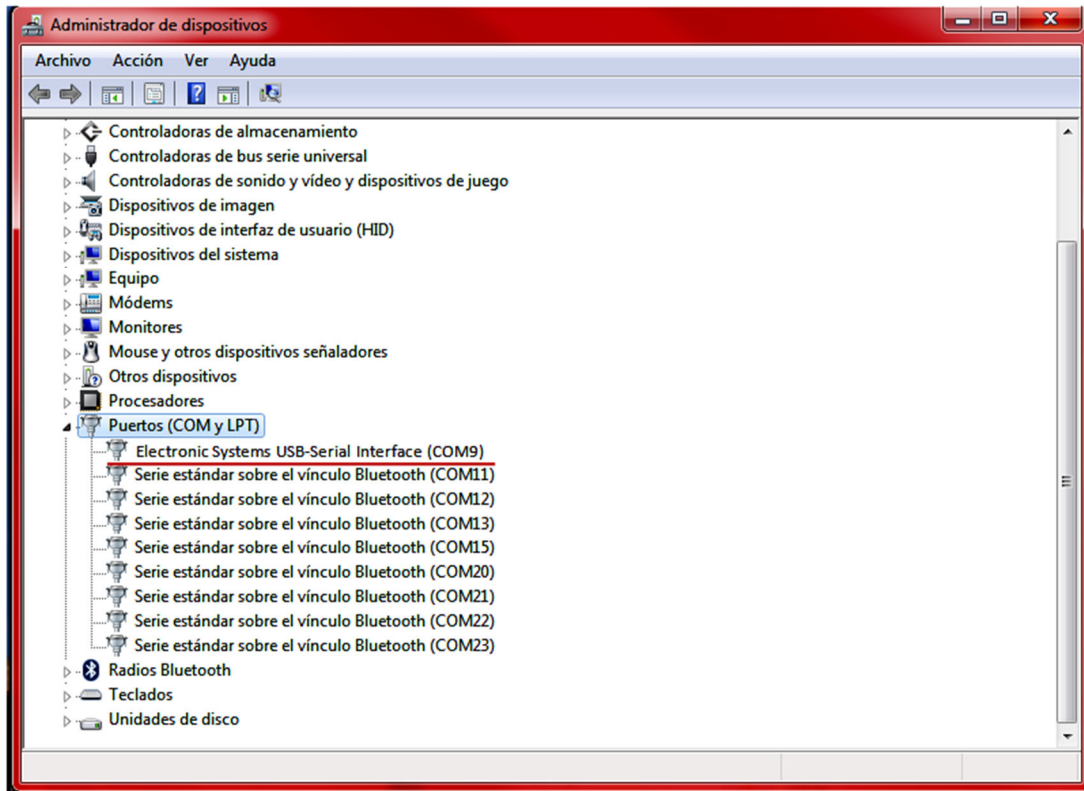 Administrador de dispositivos
Archivo Acción Ver Ayuda
Controladoras de almacenamiento
Controladoras de bus serie universal
Controladoras de sonido y vídeo y dispositivos de juego
Dispositivos de imagen
Dispositivos de interfaz de usuario (HID)
Dispositivos del sistema
Equipo
Módems
Monitores
Mouse y otros dispositivos señaladores
Otros dispositivos
Procesadores
Puertos (COM y LPT)
Electronic Systems USB-Serial Interface (COM9)
Serie estándar sobre el vínculo Bluetooth (COM11)
Serie estándar sobre el vínculo Bluetooth (COM12)
Serie estándar sobre el vínculo Bluetooth (COM13)
Serie estándar sobre el vínculo Bluetooth (COM15)
Serie estándar sobre el vínculo Bluetooth (COM20)
Serie estándar sobre el vínculo Bluetooth (COM21)
Serie estándar sobre el vínculo Bluetooth (COM22)
Serie estándar sobre el vínculo Bluetooth (COM23)
Radios Bluetooth
Teclados
Unidades de disco